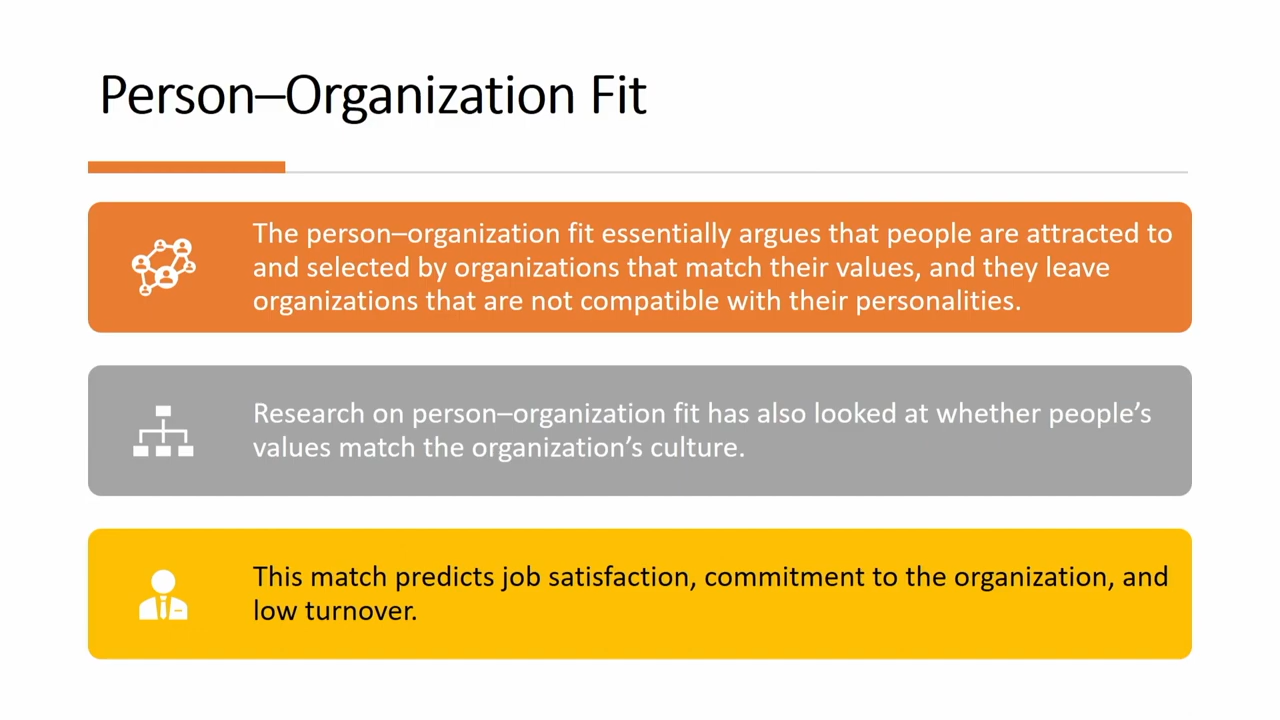 Person–Organization Fit
The person–organization fit essentially argues that people are attracted to
and selected by organizations that match their values, and they leave
organizations that are not compatible with their personalities.
Research on person–organization fit has also looked at whether people’s
values match the organization’s culture.
This match predicts job satisfaction, commitment to the organization, and
low turnover.